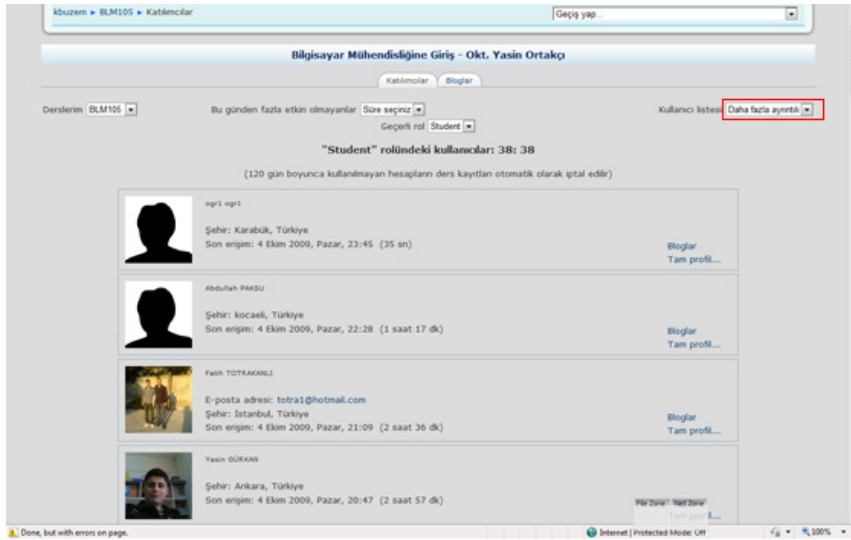 kbuzem ► BLM105 ► Katılımcılar
Geçiş yap...
Bilgisayar Mühendisliğine Giriş - Okt. Yasin Ortakçı
Katılımcılar Bloglar
Derslerim BLM105 Bu günden fazla etkin olmayanlar Süre seçiniz Kullanıcı listesi Daha fazla ayrıntılı
Geçerli rol Student
"Student" rolündeki kullanıcılar: 38: 38
(120 gün boyunca kullanılmayan hesapların ders kayıtları otomatik olarak iptal edilir)
ogr1 ogr1
Şehir: Karabük, Türkiye
Son erişim: 4 Ekim 2009, Pazar, 23:45 (35 sn)
Bloglar
Tam profil...
Abdullah PAKSU
Şehir: kocaeli, Türkiye
Son erişim: 4 Ekim 2009, Pazar, 22:28 (1 saat 17 dk)
Bloglar
Tam profil...
Fatih TOTRAKANLI
E-posta adresi: totra1@hotmail.com
Şehir: İstanbul, Türkiye
Son erişim: 4 Ekim 2009, Pazar, 21:09 (2 saat 36 dk)
Bloglar
Tam profil...
Yasin GÜRKAN
Şehir: Ankara, Türkiye
Son erişim: 4 Ekim 2009, Pazar, 20:47 (2 saat 57 dk)
File Zone Net Zone
Tam profil...
Done, but with errors on page. Internet | Protected Mode: Off 100%